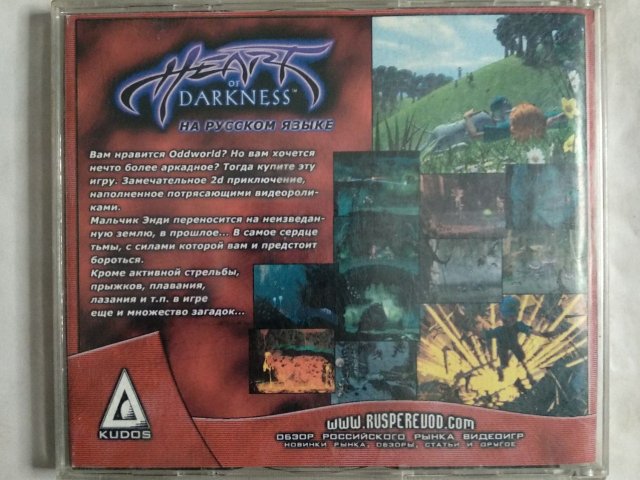 HEART
OF
DARKNESS™
НА РУССКОМ ЯЗЫКЕ
Вам нравится Oddworld? Но вам хочется
нечто более аркадное? Тогда купите эту
игру. Замечательное 2d приключение,
наполненное потрясающими видеороли-
ками.
Мальчик Энди переносится на неизведан-
ную землю, в прошлое... В самое сердце
тьмы, с силами которой вам и предстоит
бороться.
Кроме активной стрельбы,
прыжков, плавания,
лазания и т.п. в игре
еще и множество загадок...
KUDOS
WWW.RUSPEREVOD.COM
ОБЗОР РОССИЙСКОГО РЫНКА ВИДЕОИГР
НОВИНКИ РЫНКА, ОБЗОРЫ, СТАТЬИ И ДРУГОЕ